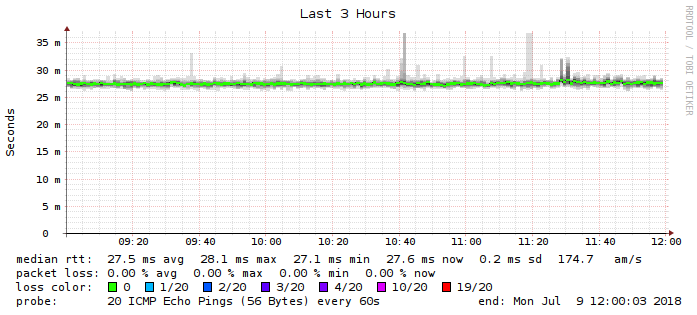 Last 3 Hours
RRDTOOL / TOBI OETIKER
Seconds
35 m
30 m
25 m
20 m
15 m
10 m
5 m
0
09:20 09:40 10:00 10:20 10:40 11:00 11:20 11:40 12:00
median rtt: 27.5 ms avg 28.1 ms max 27.1 ms min 27.6 ms now 0.2 ms sd 174.7 am/s
packet loss: 0.00 % avg 0.00 % max 0.00 % min 0.00 % now
loss color: 0 1/20 2/20 3/20 4/20 10/20 19/20
probe: 20 ICMP Echo Pings (56 Bytes) every 60s end: Mon Jul 9 12:00:03 2018